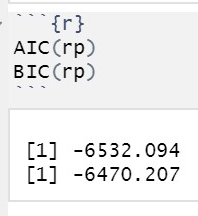 ```{r}
AIC(rp)
BIC(rp)
```
[1] -6532.094
[1] -6470.207